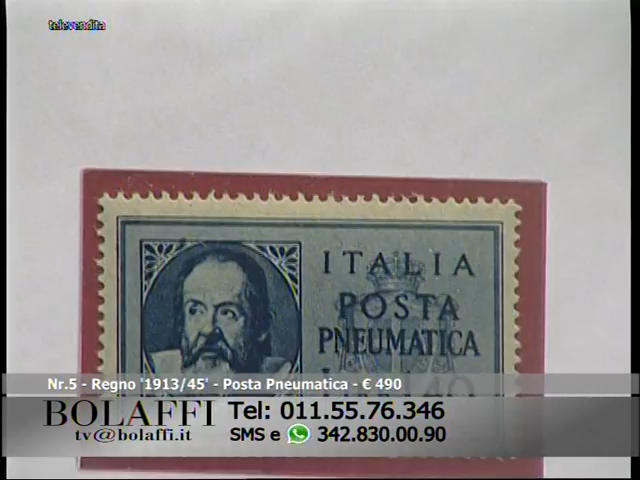 televendita
ITALIA
POSTA
PNEUMATICA
Nr.5 - Regno '1913/45' - Posta Pneumatica - € 490
BOLAFFI
tv@bolaffi.it
Tel: 011.55.76.346
SMS e 342.830.00.90